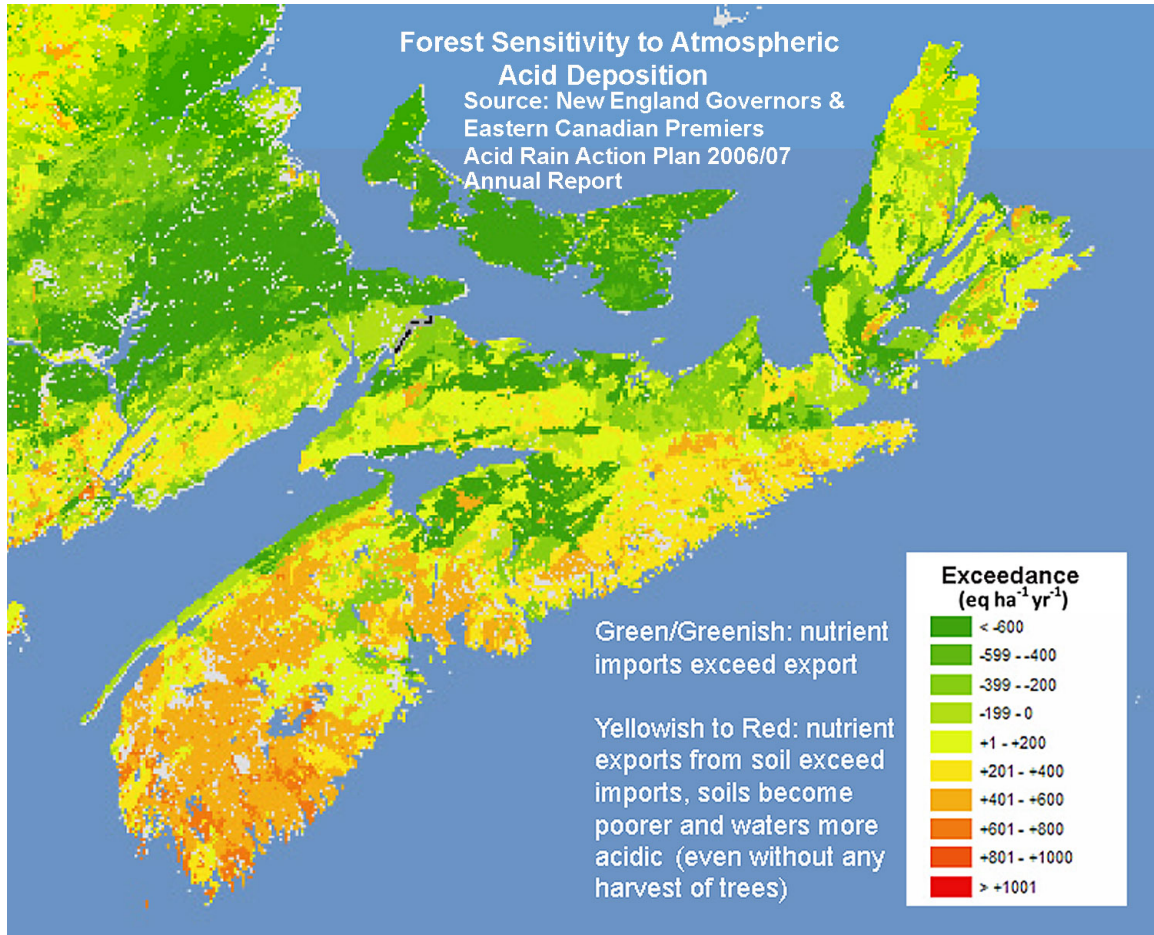 Forest Sensitivity to Atmospheric
Acid Deposition
Source: New England Governors &
Eastern Canadian Premiers
Acid Rain Action Plan 2006/07
Annual Report
Green/Greenish: nutrient
imports exceed export
Yellowish to Red: nutrient
exports from soil exceed
imports, soils become
poorer and waters more
acidic (even without any
harvest of trees)
Exceedance
(eq ha⁻¹ yr⁻¹)
< -600
-599 - -400
-399 - -200
-199 - 0
+1 - +200
+201 - +400
+401 - +600
+601 - +800
+801 - +1000
> +1001